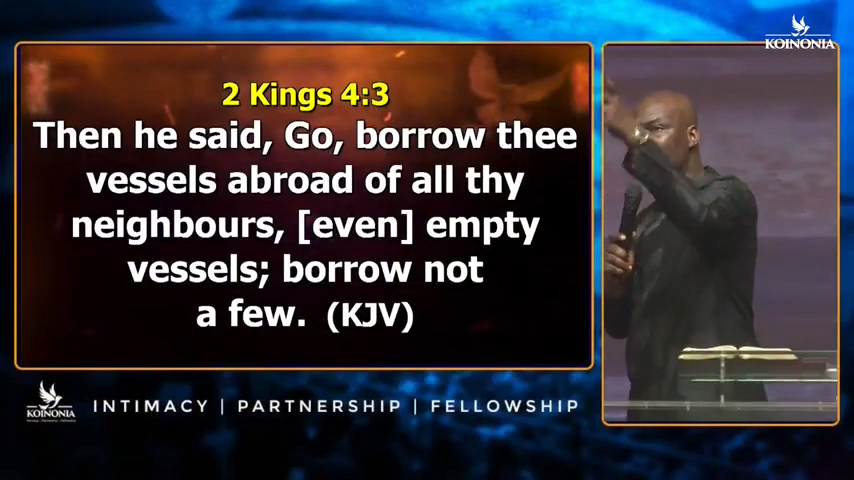 KOINONIA
2 Kings 4:3
Then he said, Go, borrow thee
vessels abroad of all thy
neighbours, [even] empty
vessels; borrow not
a few. (KJV)
KOINONIA
INTIMACY | PARTNERSHIP | FELLOWSHIP